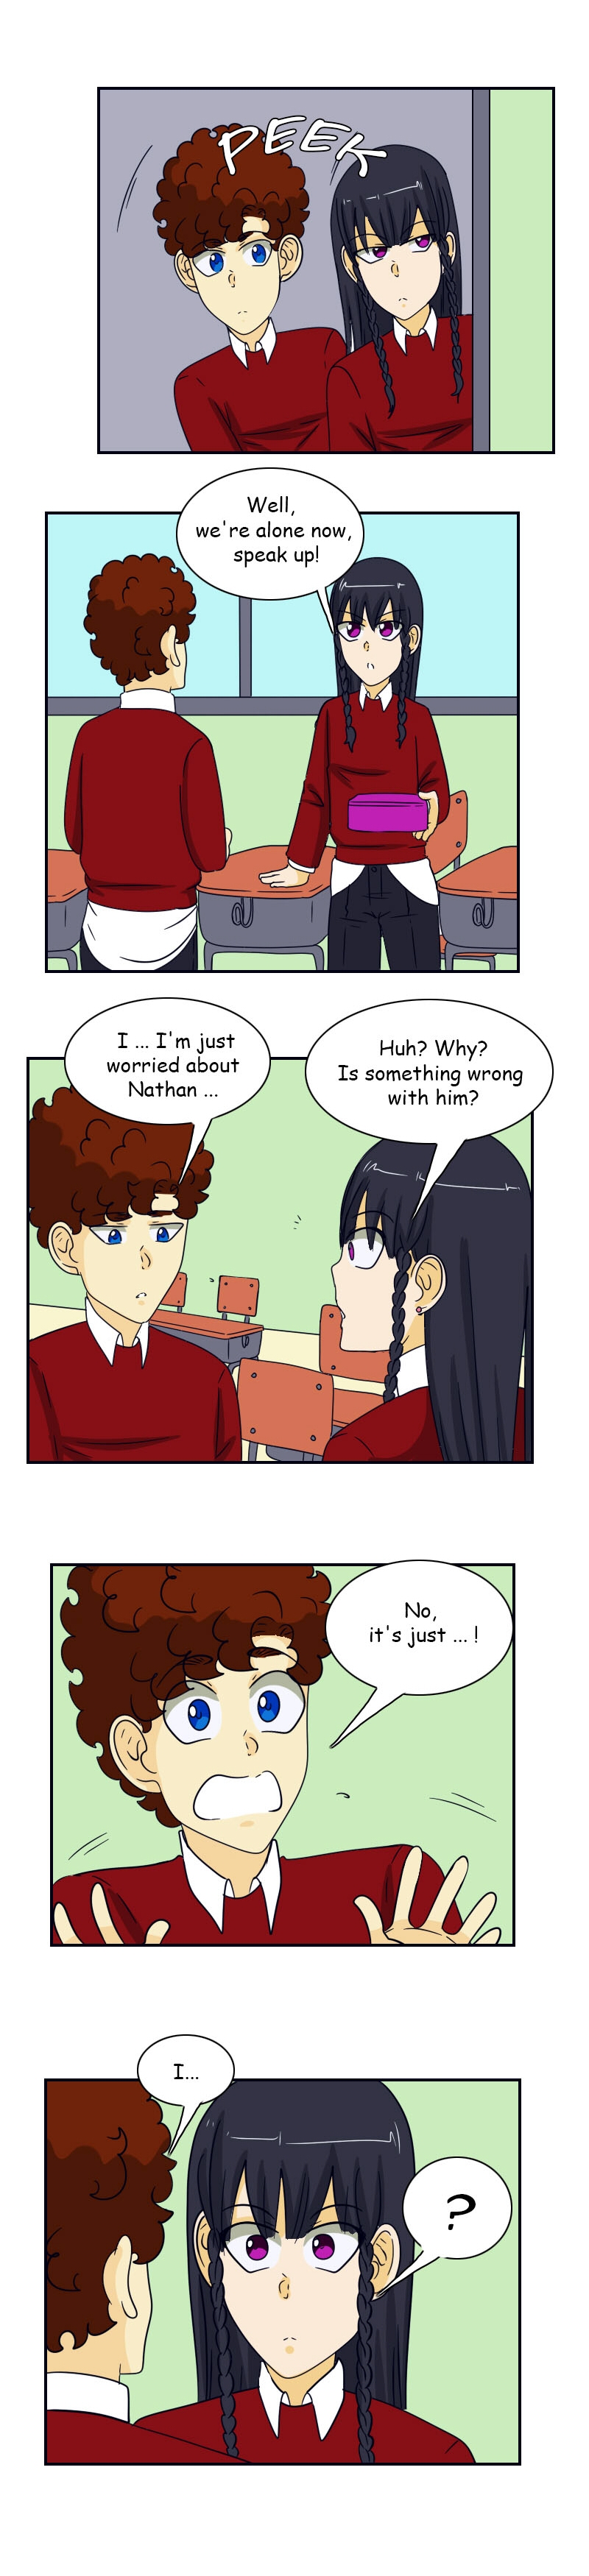 PEEK
Well,
we're alone now,
speak up!
I ... I'm just
worried about
Nathan ...
Huh? Why?
Is something wrong
with him?
No,
it's just ... !
I...
?